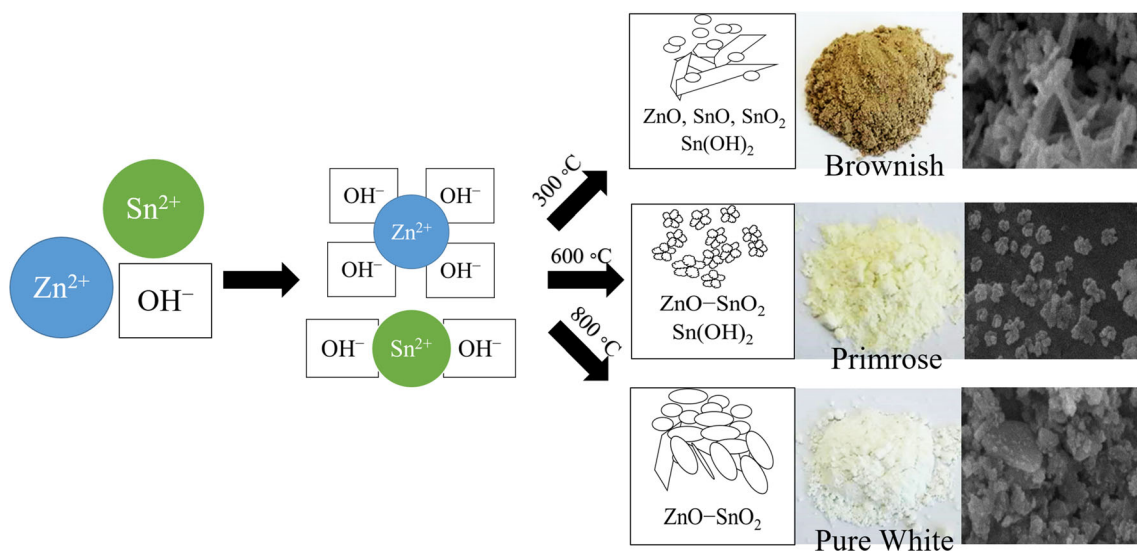 Zn²⁺
Sn²⁺
OH⁻
OH⁻
OH⁻
Zn²⁺
OH⁻
OH⁻
OH⁻
Sn²⁺
OH⁻
300 °C
600 °C
800 °C
ZnO, SnO, SnO₂
Sn(OH)₂
Brownish
ZnO−SnO₂
Sn(OH)₂
Primrose
ZnO−SnO₂
Pure White